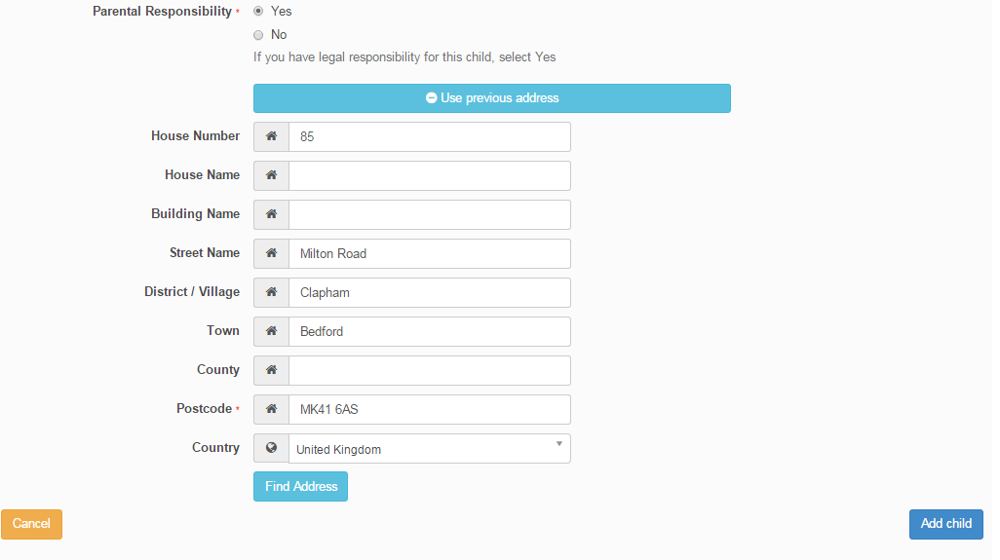 Parental Responsibility * Yes
No
If you have legal responsibility for this child, select Yes
Use previous address
House Number 85
House Name
Building Name
Street Name Milton Road
District / Village Clapham
Town Bedford
County
Postcode * MK41 6AS
Country United Kingdom
Find Address
Cancel Add child